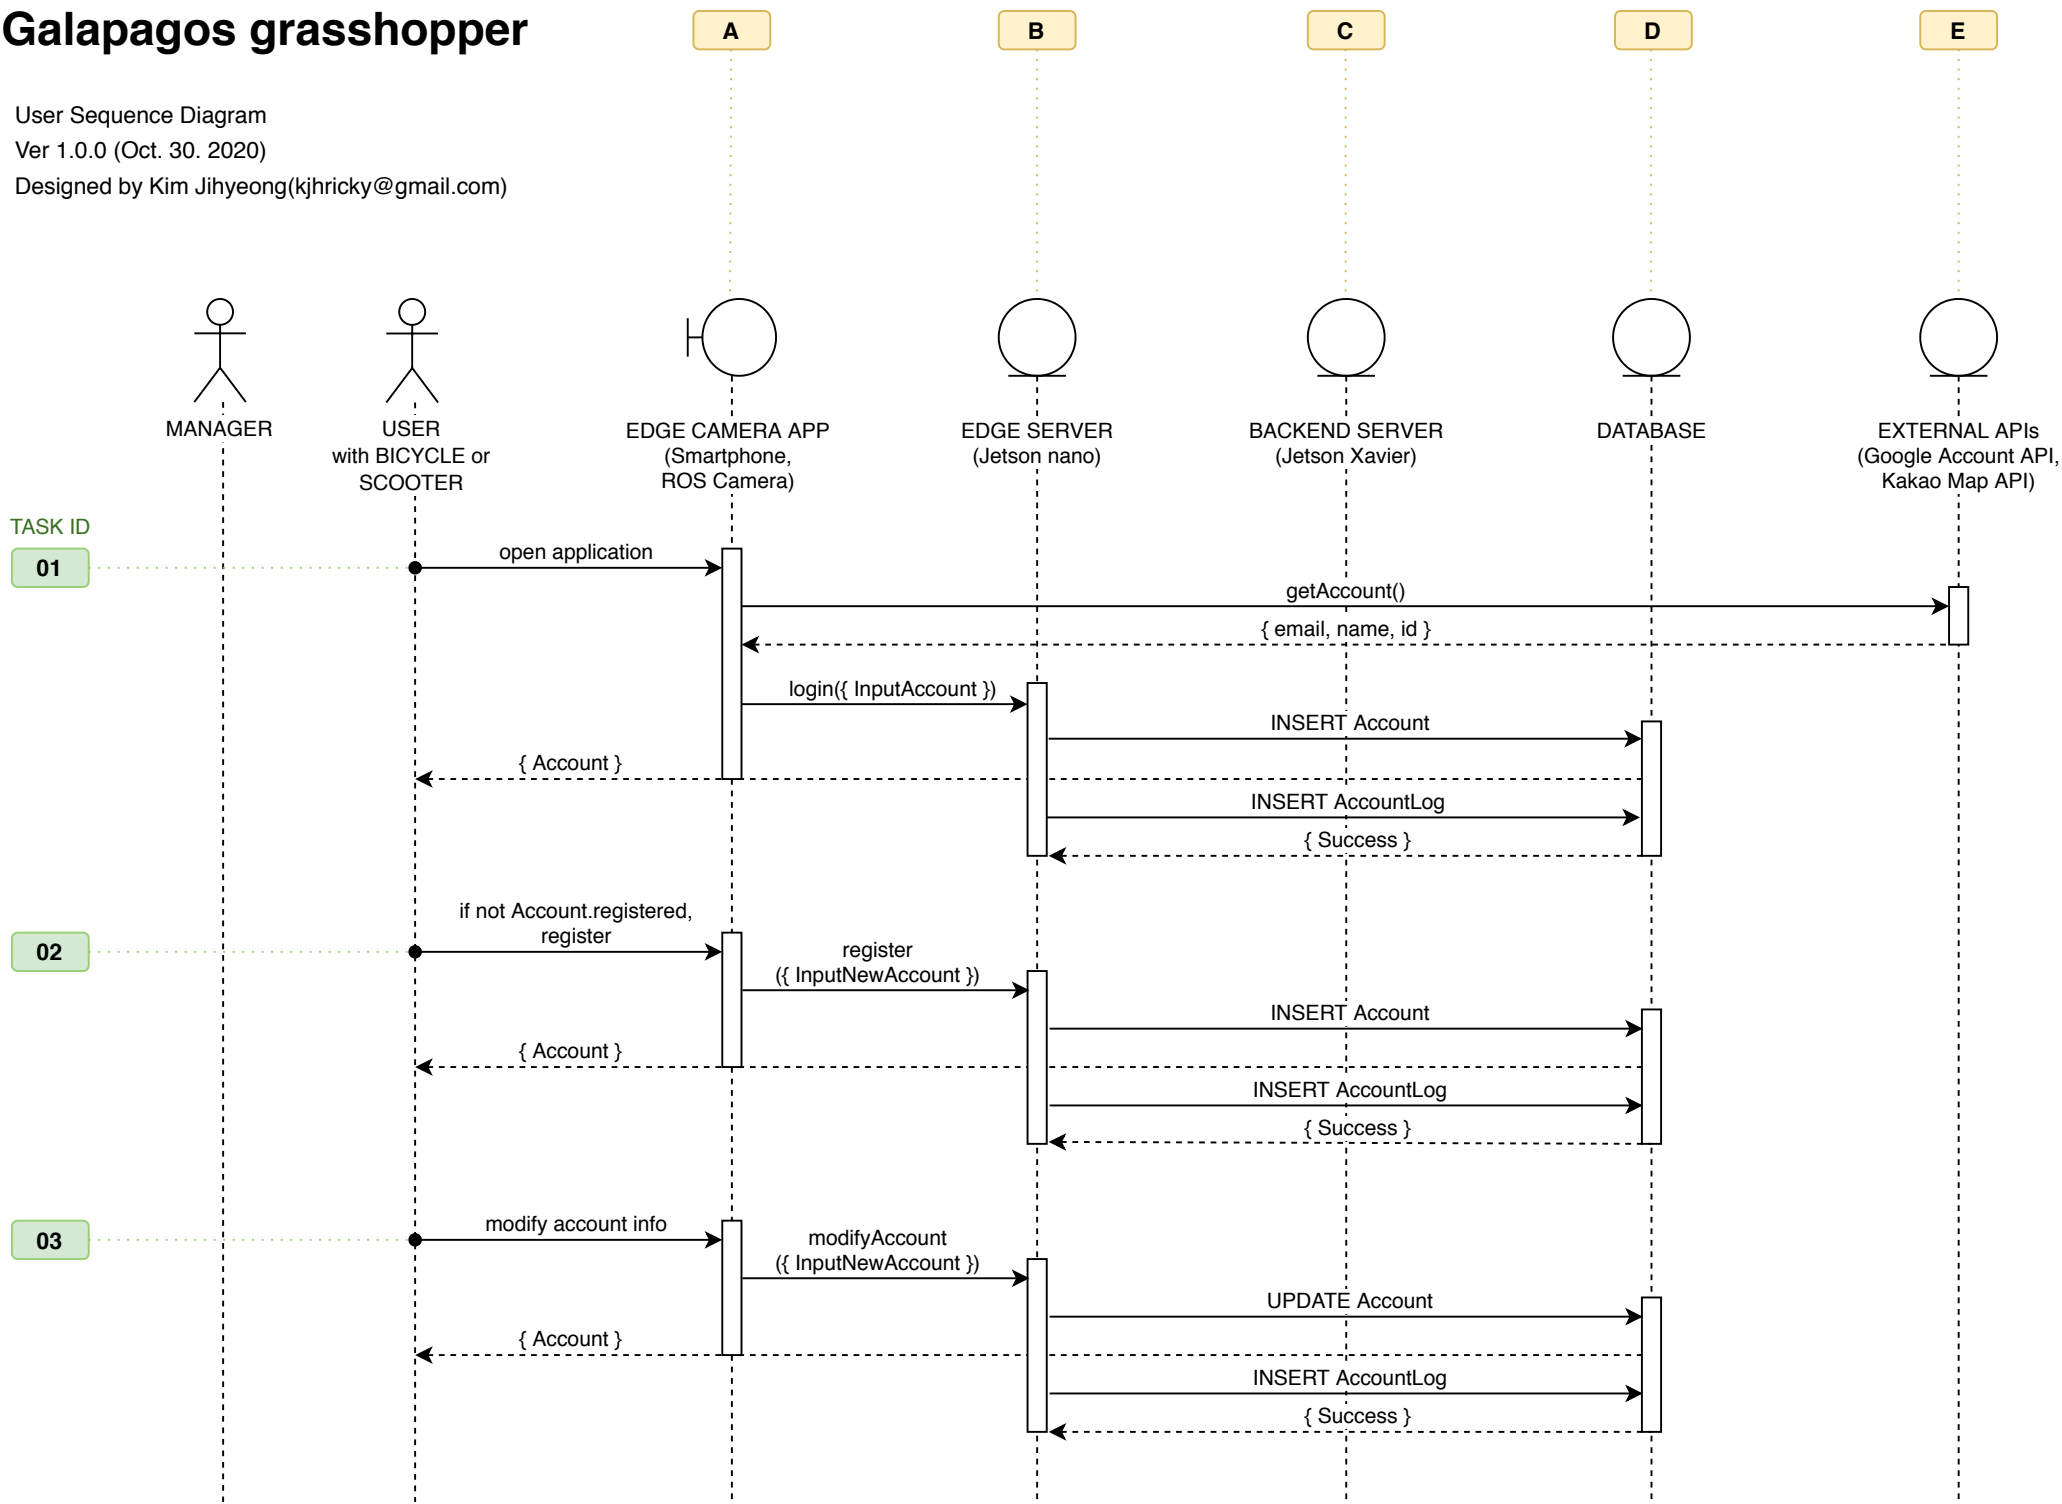 Galapagos grasshopper
A
B
C
D
E
User Sequence Diagram
Ver 1.0.0 (Oct. 30. 2020)
Designed by Kim Jihyeong(kjhricky@gmail.com)
MANAGER
USER
with BICYCLE or
SCOOTER
EDGE CAMERA APP
(Smartphone,
ROS Camera)
EDGE SERVER
(Jetson nano)
BACKEND SERVER
(Jetson Xavier)
DATABASE
EXTERNAL APIs
(Google Account API,
Kakao Map API)
TASK ID
01
open application
getAccount()
{ email, name, id }
login({ InputAccount })
INSERT Account
{ Account }
INSERT AccountLog
{ Success }
02
if not Account.registered,
register
register
({ InputNewAccount })
INSERT Account
{ Account }
INSERT AccountLog
{ Success }
03
modify account info
modifyAccount
({ InputNewAccount })
UPDATE Account
{ Account }
INSERT AccountLog
{ Success }